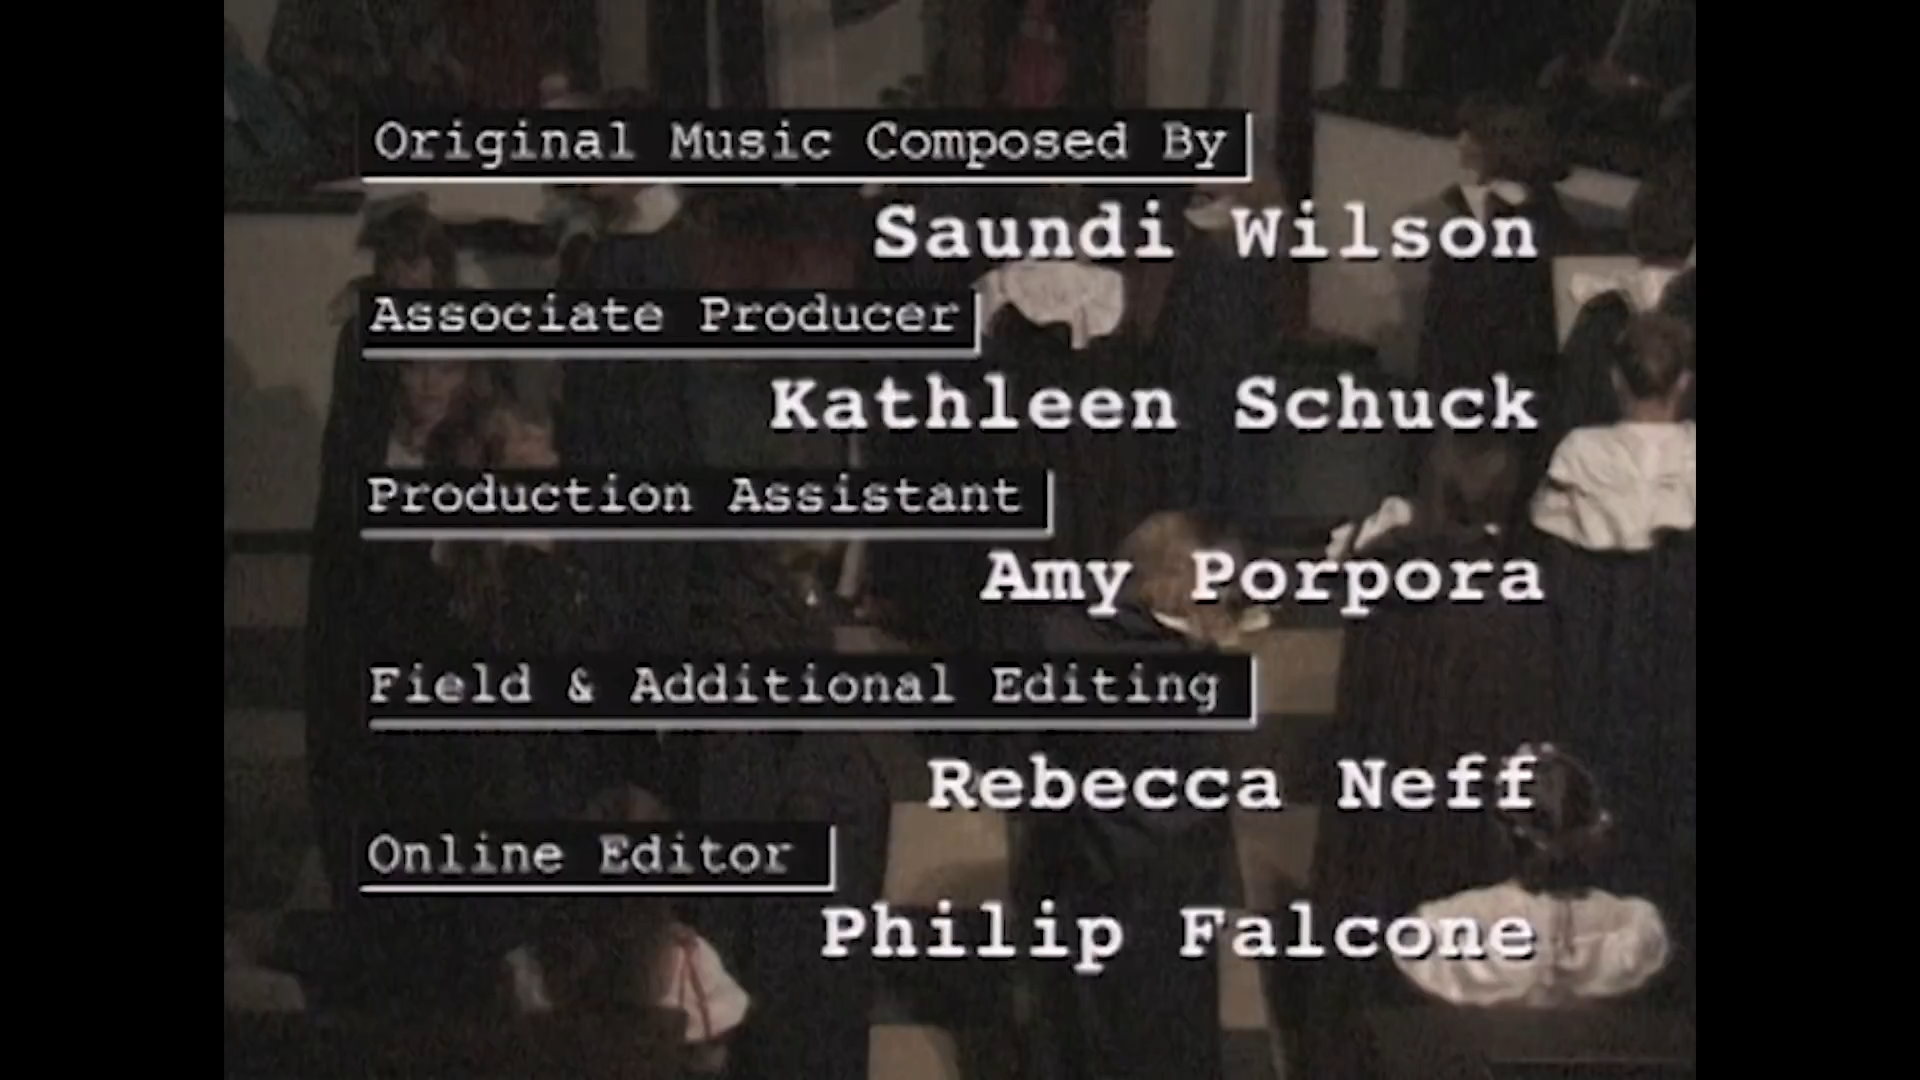 Original Music Composed By
Saundi Wilson
Associate Producer
Kathleen Schuck
Production Assistant
Amy Porpora
Field & Additional Editing
Rebecca Neff
Online Editor
Philip Falcone